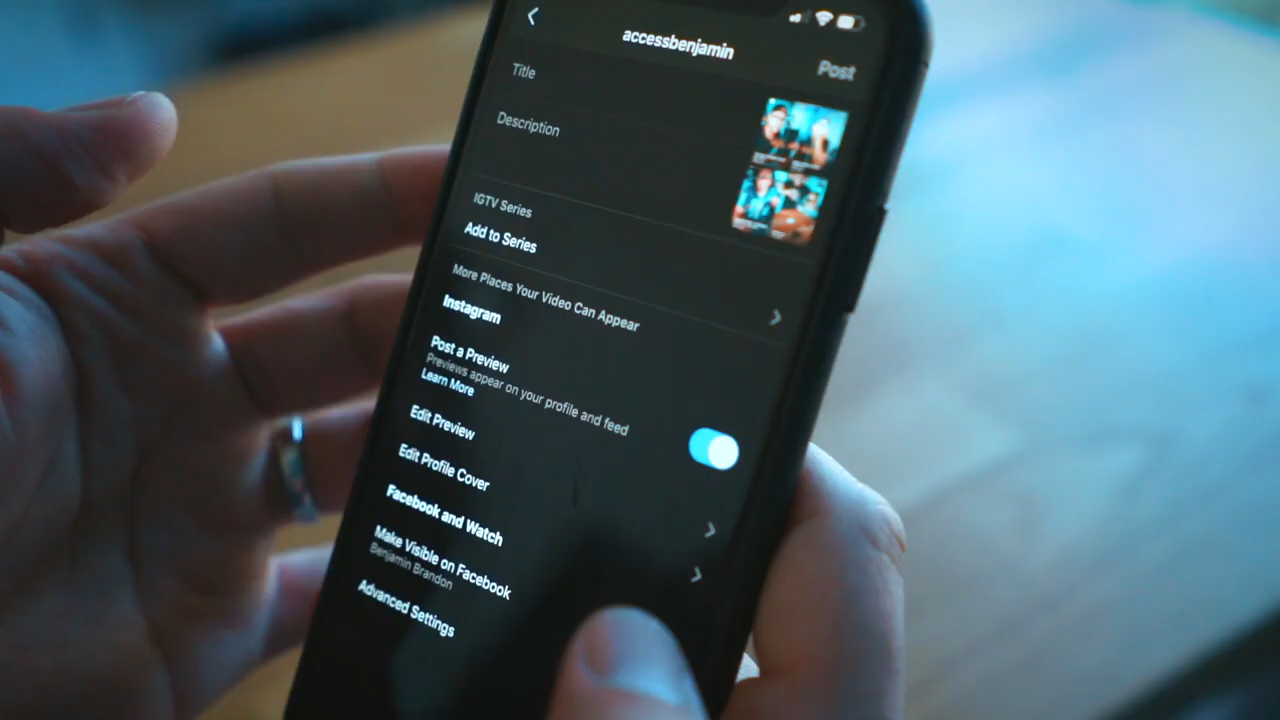 accessbenjamin
Post
Title
Description
IGTV Series
Add to Series
More Places Your Video Can Appear
Instagram
Post a Preview
Previews appear on your profile and feed
Learn More
Edit Preview
Edit Profile Cover
Facebook and Watch
Make Visible on Facebook
Benjamin Brandon
Advanced Settings